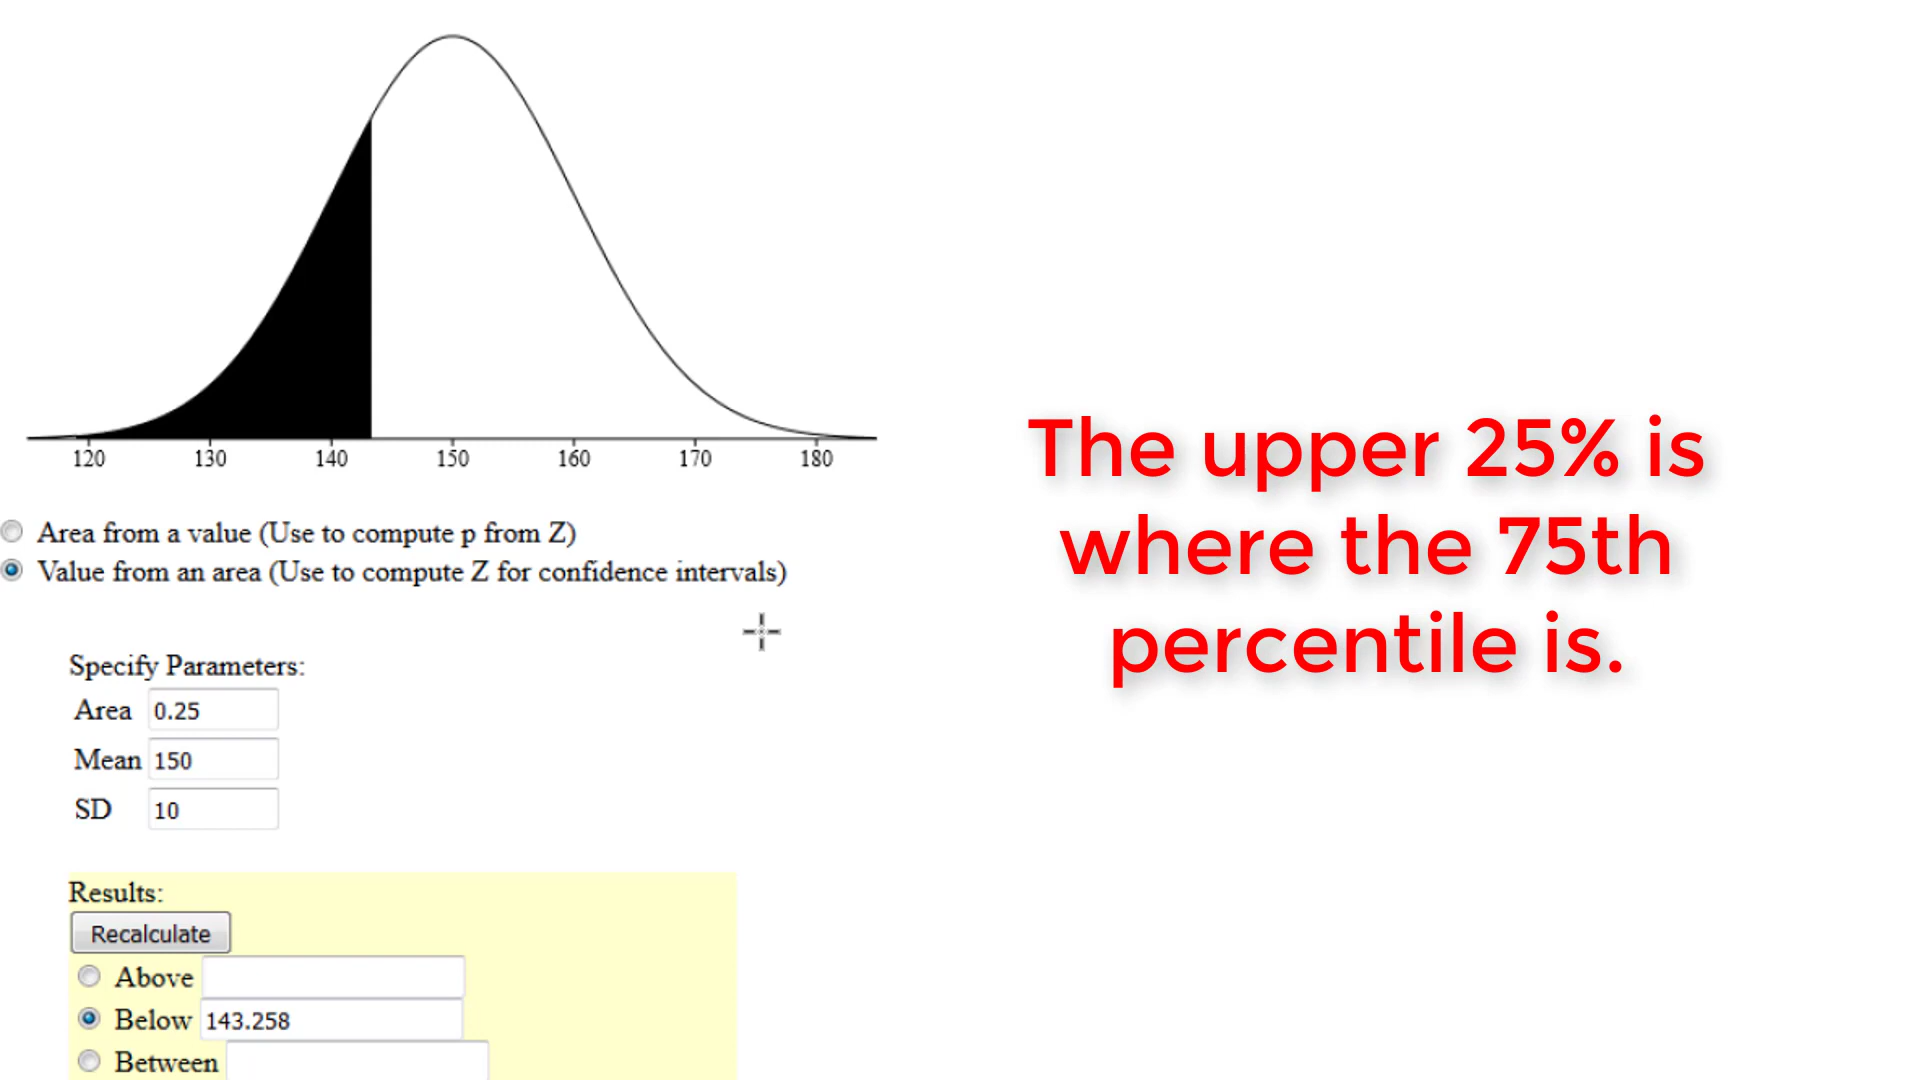 120 130 140 150 160 170 180
Area from a value (Use to compute p from Z)
Value from an area (Use to compute Z for confidence intervals)
Specify Parameters:
Area 0.25
Mean 150
SD 10
Results:
Recalculate
Above
Below 143.258
Between
The upper 25% is
where the 75th
percentile is.